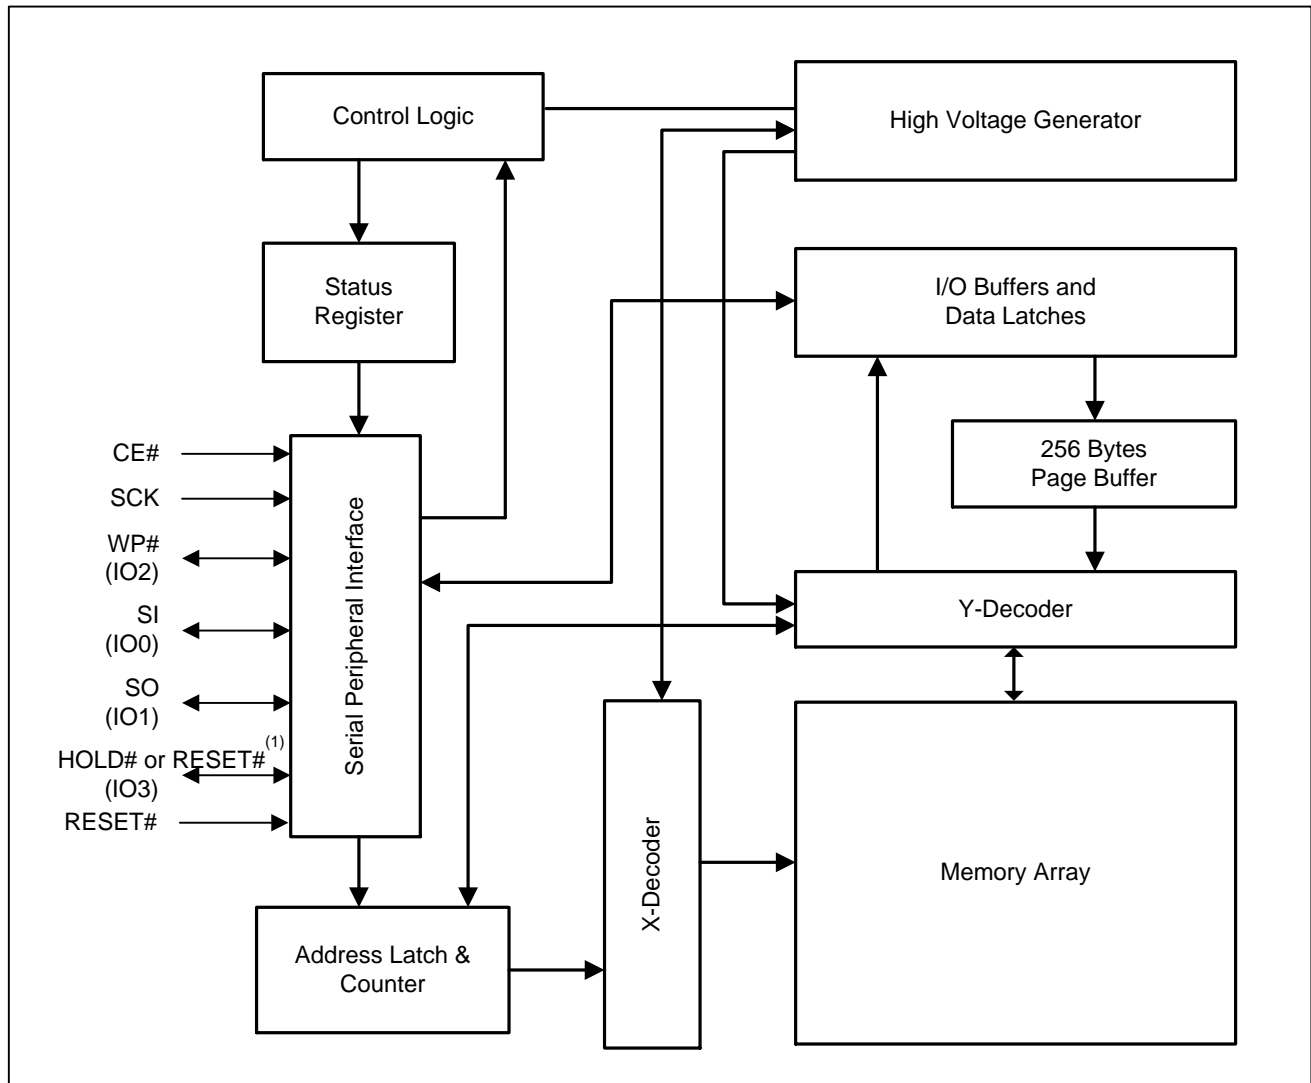 Control Logic
High Voltage Generator
Status
Register
I/O Buffers and
Data Latches
256 Bytes
Page Buffer
CE#
SCK
WP#
(IO2)
SI
(IO0)
SO
(IO1)
HOLD# or RESET#(1)
(IO3)
RESET#
Serial Peripheral Interface
Y-Decoder
X-Decoder
Memory Array
Address Latch &
Counter